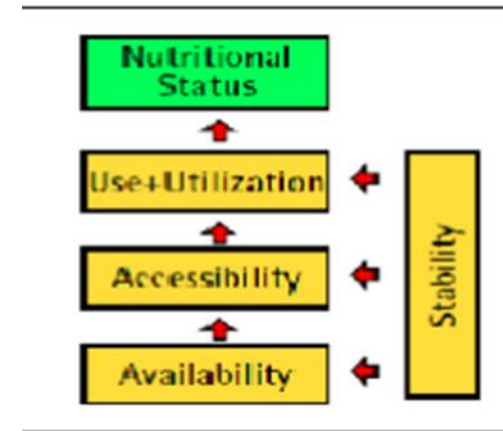 Nutritional
Status
Use+Utilization
Accessibility
Availability
Stability